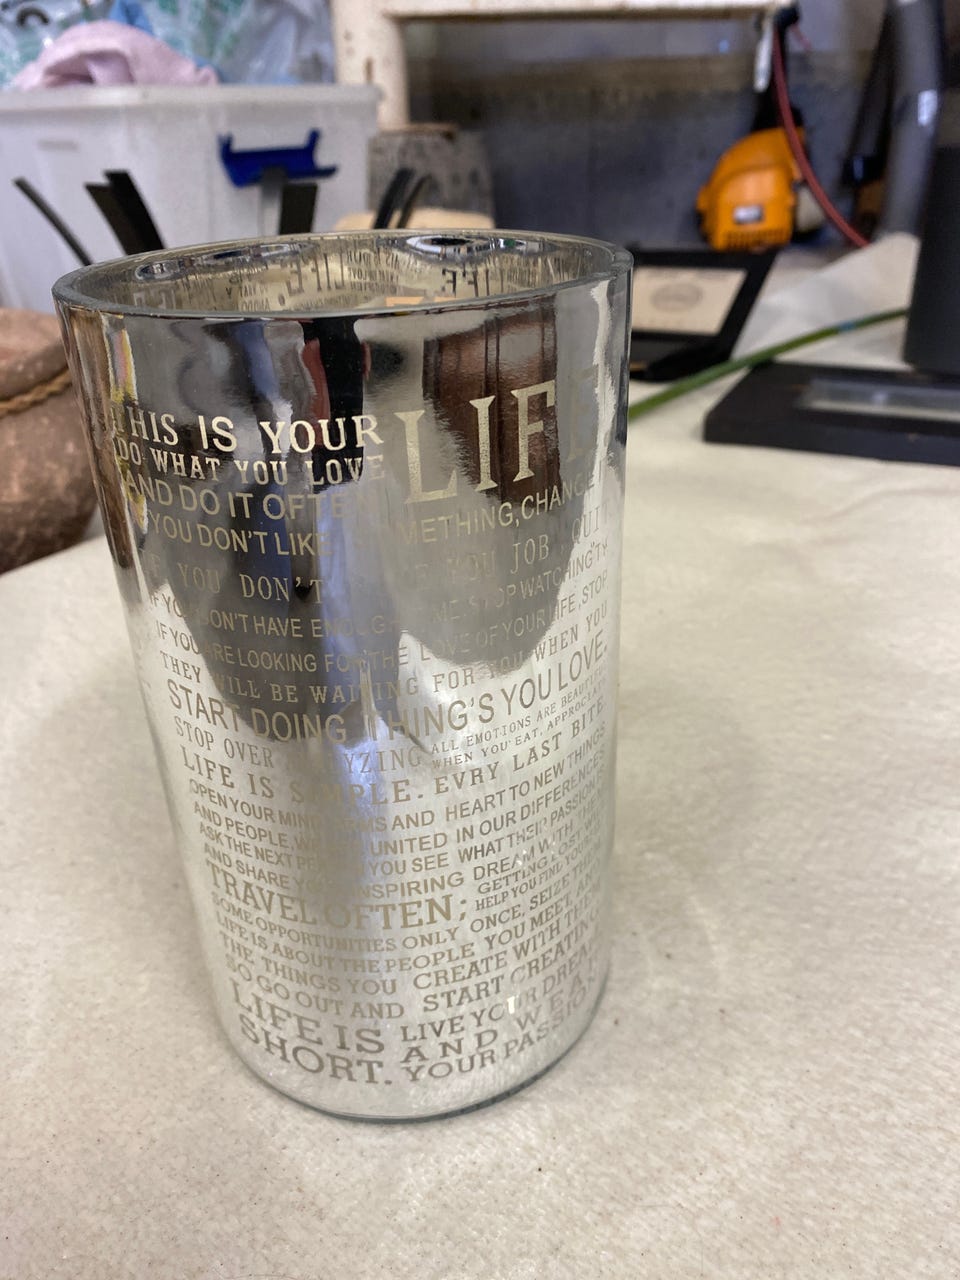 THIS IS YOUR LIFE
DO WHAT YOU LOVE
AND DO IT OFTEN
YOU DON'T LIKE SOMETHING, CHANGE
IF YOU DON'T YOU JOB QUIT
IF YOU DON'T HAVE ENOUGH STOP WATCHING TV
IF YOU ARE LOOKING FOR THE LOVE OF YOUR LIFE, STOP
THEY WILL BE WAITING FOR YOU WHEN YOU
START DOING THING'S YOU LOVE.
STOP OVER ANALYZING ALL EMOTIONS ARE BEAUTIFUL
WHEN YOU EAT, APPRECIATE
LIFE IS SIMPLE. EVRY LAST BITE.
OPEN YOUR MIND ARMS AND HEART TO NEW THINGS
AND PEOPLE, WE UNITED IN OUR DIFFERENCES
ASK THE NEXT PERSON YOU SEE WHAT THEIR PASSION IS
AND SHARE YOUR INSPIRING DREAM WITH THEM
TRAVEL OFTEN; GETTING LOST WILL
HELP YOU FIND YOURSELF
SOME OPPORTUNITIES ONLY ONCE, SEIZE THEM
LIFE IS ABOUT THE PEOPLE YOU MEET, AND
THE THINGS YOU CREATE WITH THEM
SO GO OUT AND START CREATING
LIFE IS LIVE YOUR DREAM
SHORT. AND WEAR
YOUR PASSION